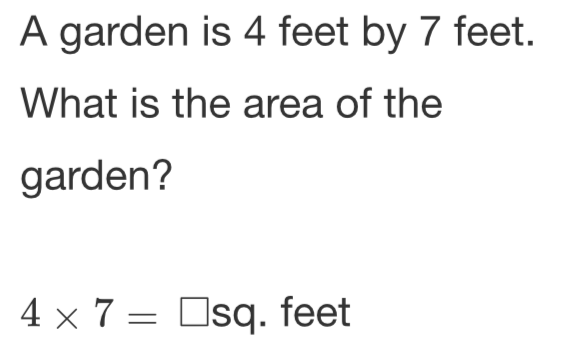 A garden is 4 feet by 7 feet.
What is the area of the
garden?
4 × 7 = □sq. feet